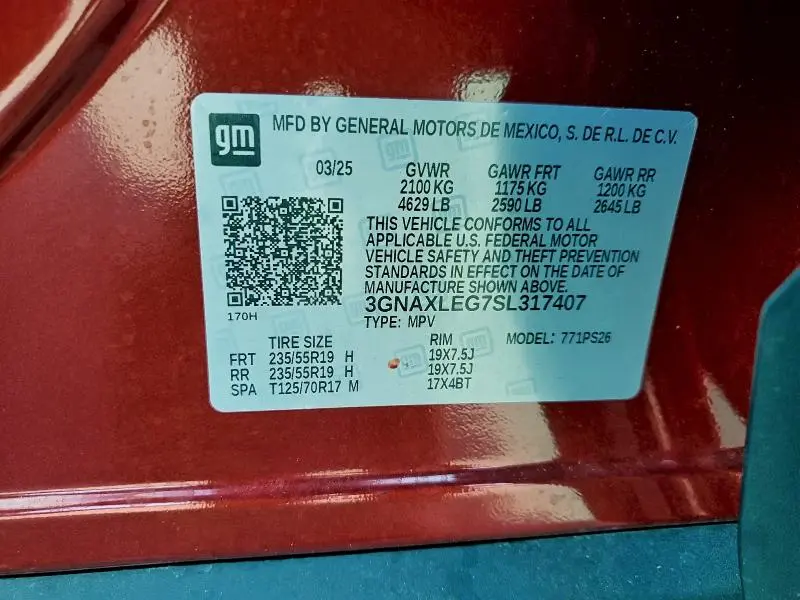 gm MFD BY GENERAL MOTORS DE MEXICO, S. DE R.L. DE C.V.
03/25 GVWR GAWR FRT GAWR RR
2100 KG 1175 KG 1200 KG
4629 LB 2590 LB 2645 LB
THIS VEHICLE CONFORMS TO ALL
APPLICABLE U.S. FEDERAL MOTOR
VEHICLE SAFETY AND THEFT PREVENTION
STANDARDS IN EFFECT ON THE DATE OF
MANUFACTURE SHOWN ABOVE.
3GNAXLEG7SL317407
170H
TYPE: MPV
TIRE SIZE RIM MODEL: 771PS26
FRT 235/55R19 H 19X7.5J
RR 235/55R19 H 19X7.5J
SPA T125/70R17 M 17X4BT